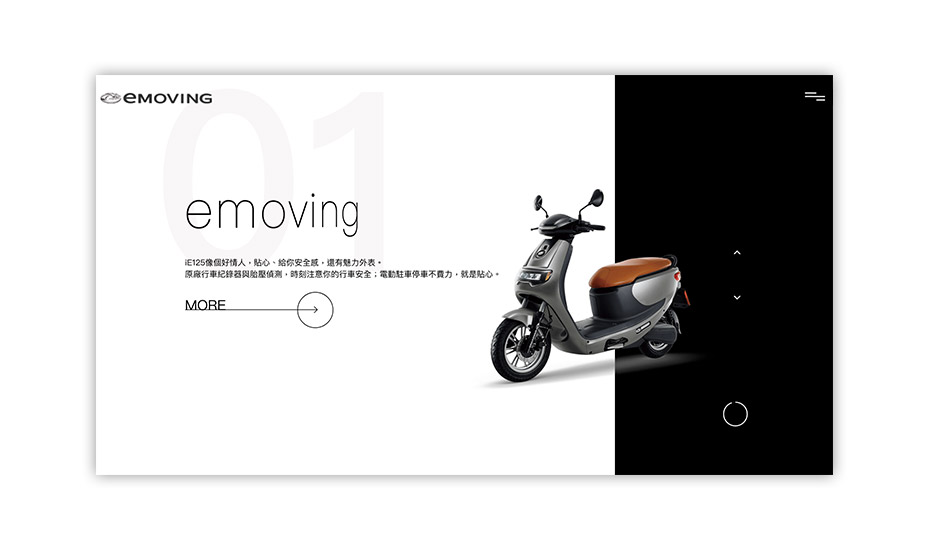 eMOVING
01
emoving
iE125像個好情人，貼心、給你安全感，還有魅力外表。
原廠行車紀錄器與胎壓偵測，時刻注意你的行車安全；電動駐車停車不費力，就是貼心。
MORE